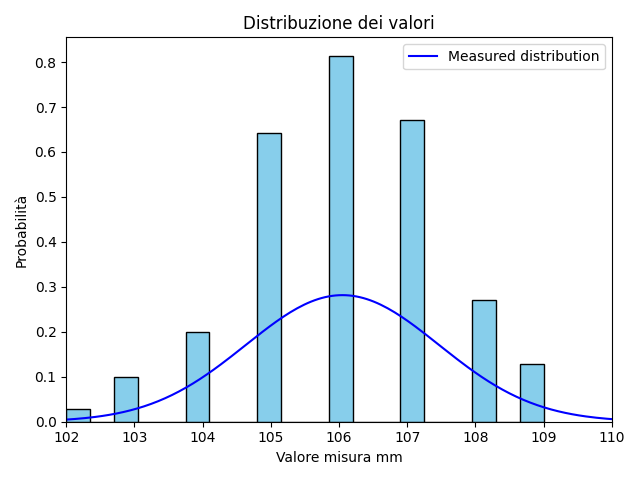 Distribuzione dei valori
Measured distribution
Probabilità
0.8
0.7
0.6
0.5
0.4
0.3
0.2
0.1
0.0
102 103 104 105 106 107 108 109 110
Valore misura mm